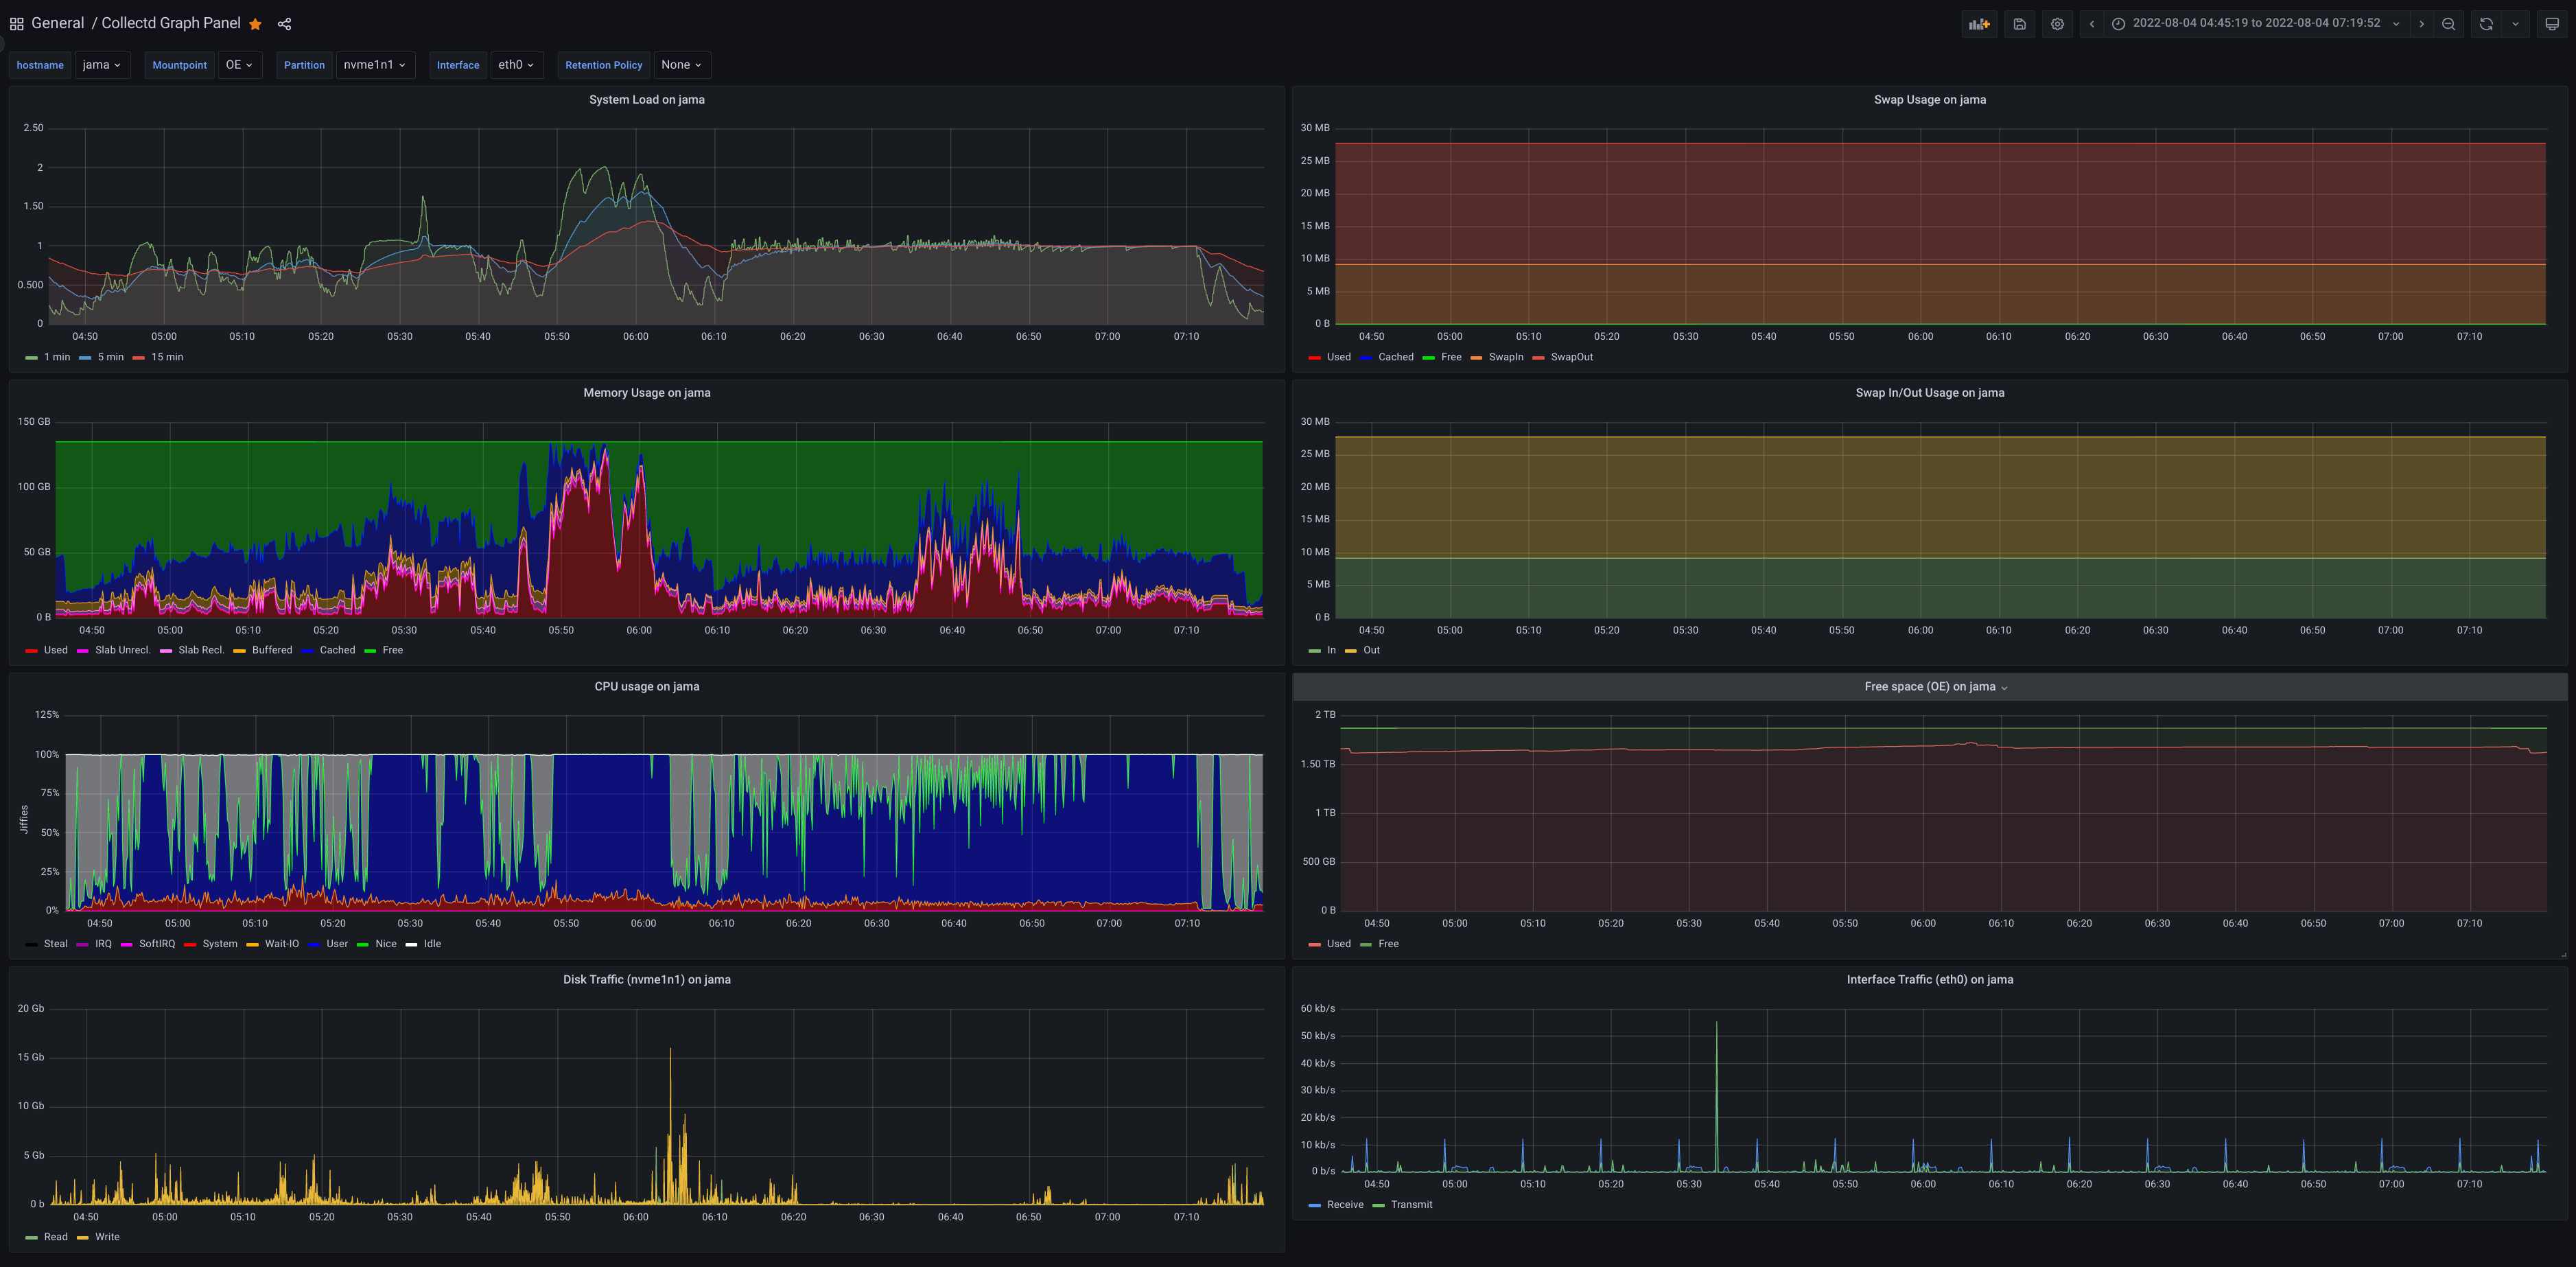 General / Collectd Graph Panel
2022-08-04 04:45:19 to 2022-08-04 07:19:52
hostname jama Mountpoint OE Partition nvme1n1 Interface eth0 Retention Policy None
System Load on jama
2.50
2
1.50
1
0.500
0
04:50 05:00 05:10 05:20 05:30 05:40 05:50 06:00 06:10 06:20 06:30 06:40 06:50 07:00 07:10
1 min 5 min 15 min
Swap Usage on jama
30 MB
25 MB
20 MB
15 MB
10 MB
5 MB
0 B
04:50 05:00 05:10 05:20 05:30 05:40 05:50 06:00 06:10 06:20 06:30 06:40 06:50 07:00 07:10
Used Cached Free SwapIn SwapOut
Memory Usage on jama
150 GB
100 GB
50 GB
0 B
04:50 05:00 05:10 05:20 05:30 05:40 05:50 06:00 06:10 06:20 06:30 06:40 06:50 07:00 07:10
Used Slab Unrecl. Slab Recl. Buffered Cached Free
Swap In/Out Usage on jama
30 MB
25 MB
20 MB
15 MB
10 MB
5 MB
0 B
04:50 05:00 05:10 05:20 05:30 05:40 05:50 06:00 06:10 06:20 06:30 06:40 06:50 07:00 07:10
In Out
CPU usage on jama
Jiffies
125%
100%
75%
50%
25%
0%
04:50 05:00 05:10 05:20 05:30 05:40 05:50 06:00 06:10 06:20 06:30 06:40 06:50 07:00 07:10
Steal IRQ SoftIRQ System Wait-IO User Nice Idle
Free space (OE) on jama
2 TB
1.50 TB
1 TB
500 GB
0 B
04:50 05:00 05:10 05:20 05:30 05:40 05:50 06:00 06:10 06:20 06:30 06:40 06:50 07:00 07:10
Used Free
Disk Traffic (nvme1n1) on jama
20 Gb
15 Gb
10 Gb
5 Gb
0 b
04:50 05:00 05:10 05:20 05:30 05:40 05:50 06:00 06:10 06:20 06:30 06:40 06:50 07:00 07:10
Read Write
Interface Traffic (eth0) on jama
60 kb/s
50 kb/s
40 kb/s
30 kb/s
20 kb/s
10 kb/s
0 b/s
04:50 05:00 05:10 05:20 05:30 05:40 05:50 06:00 06:10 06:20 06:30 06:40 06:50 07:00 07:10
Receive Transmit